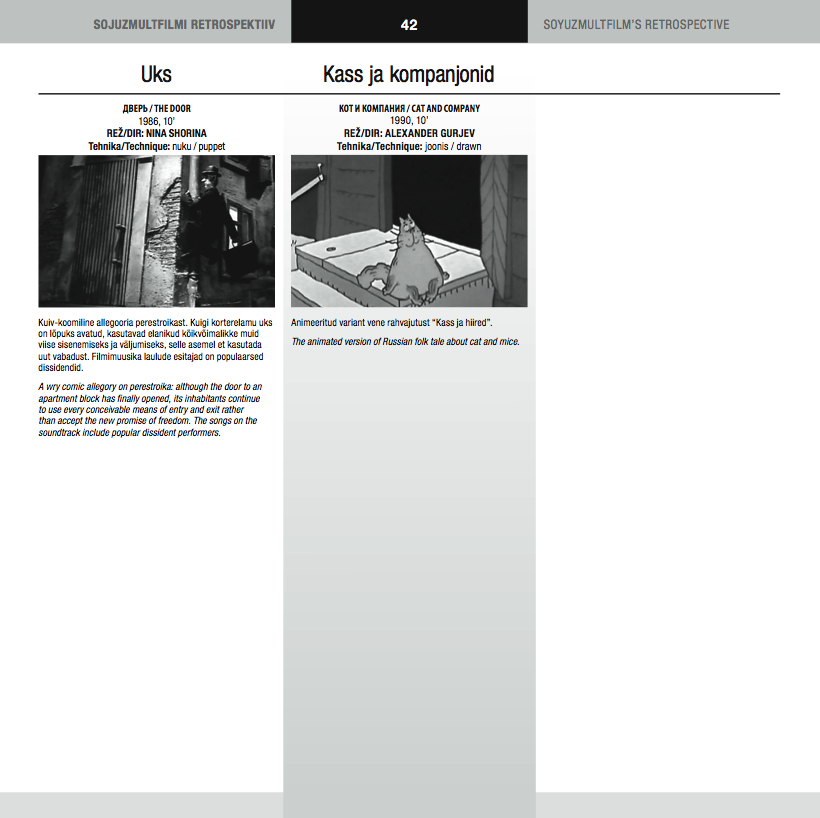 SOJUZMULTFILMI RETROSPEKTIIV
42
SOYUZMULTFILM'S RETROSPECTIVE
Uks
ДВЕРЬ / THE DOOR
1986, 10’
REŽ/DIR: NINA SHORINA
Tehnika/Technique: nuku / puppet
Kuiv-koomiline allegooria perestroikast. Kuigi korterelamu uks
on lõpuks avatud, kasutavad elanikud kõikvõimalikke muid
viise sisenemiseks ja väljumiseks, selle asemel et kasutada
uut vabadust. Filmimuusika laulude esitajad on populaarsed
dissidendid.
A wry comic allegory on perestroika: although the door to an
apartment block has finally opened, its inhabitants continue
to use every conceivable means of entry and exit rather
than accept the new promise of freedom. The songs on the
soundtrack include popular dissident performers.
Kass ja kompanjonid
КОТ И КОМПАНИЯ / CAT AND COMPANY
1990, 10’
REŽ/DIR: ALEXANDER GURJEV
Tehnika/Technique: joonis / drawn
Animeeritud variant vene rahvajutust “Kass ja hiired”.
The animated version of Russian folk tale about cat and mice.